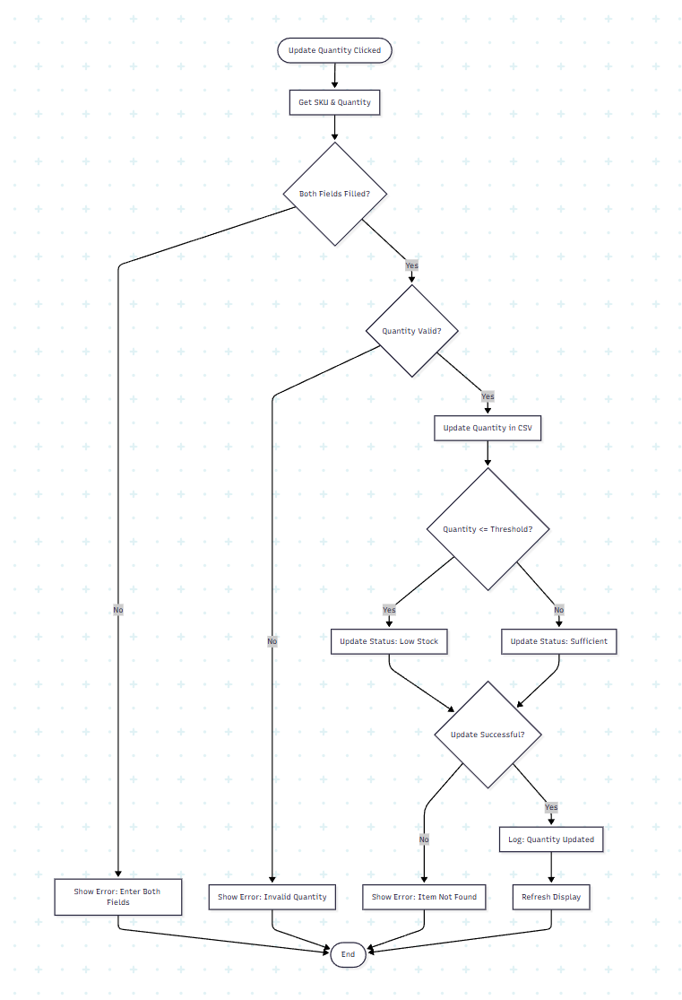 Update Quantity Clicked
Get SKU & Quantity
Both Fields Filled?
Yes
Quantity Valid?
Yes
Update Quantity in CSV
Quantity <= Threshold?
No
Yes
No
No
Update Status: Low Stock
Update Status: Sufficient
Update Successful?
Yes
No
Log: Quantity Updated
Show Error: Enter Both
Fields
Show Error: Invalid Quantity
Show Error: Item Not Found
Refresh Display
End